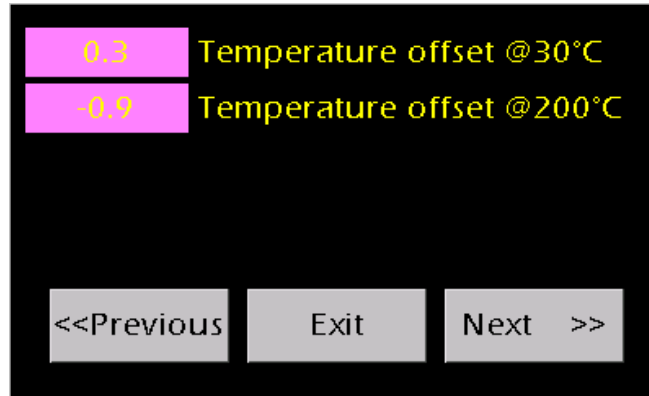 0.3 Temperature offset @30°C
-0.9 Temperature offset @200°C
<<Previous Exit Next >>